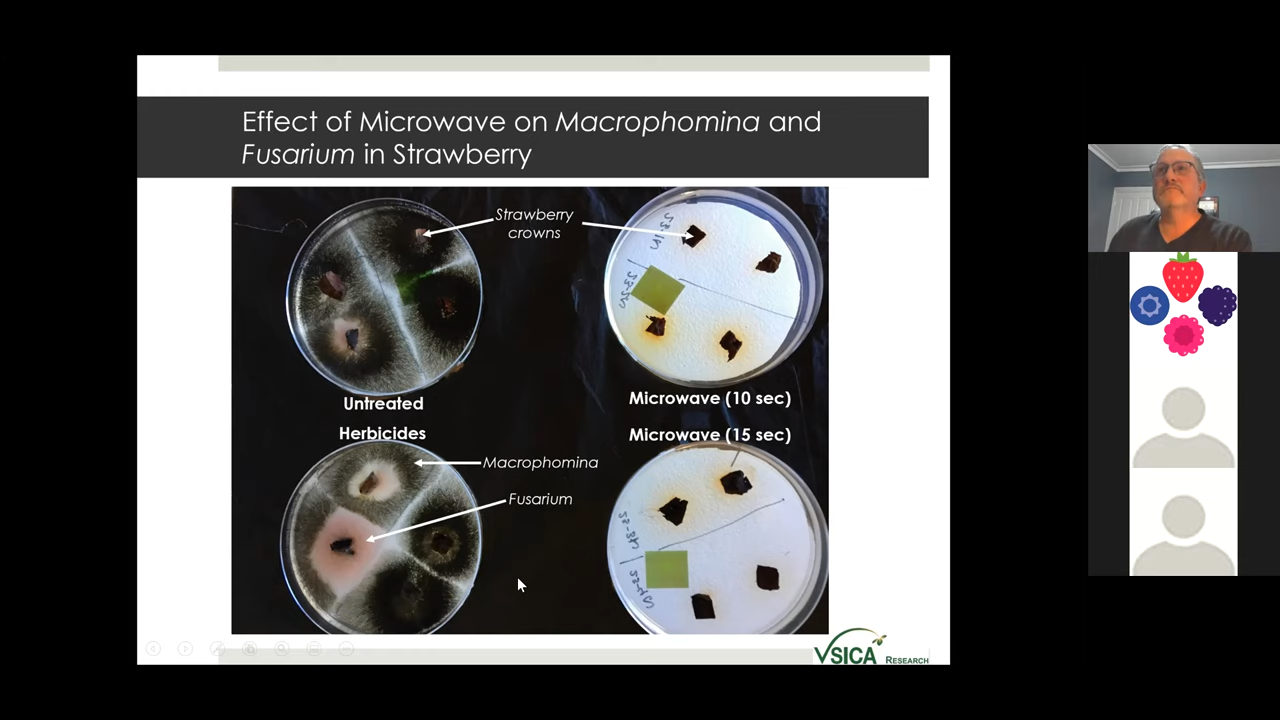 Effect of Microwave on Macrophomina and
Fusarium in Strawberry
Strawberry
crowns
Untreated
Herbicides
Microwave (10 sec)
Microwave (15 sec)
Macrophomina
Fusarium
VSICA RESEARCH